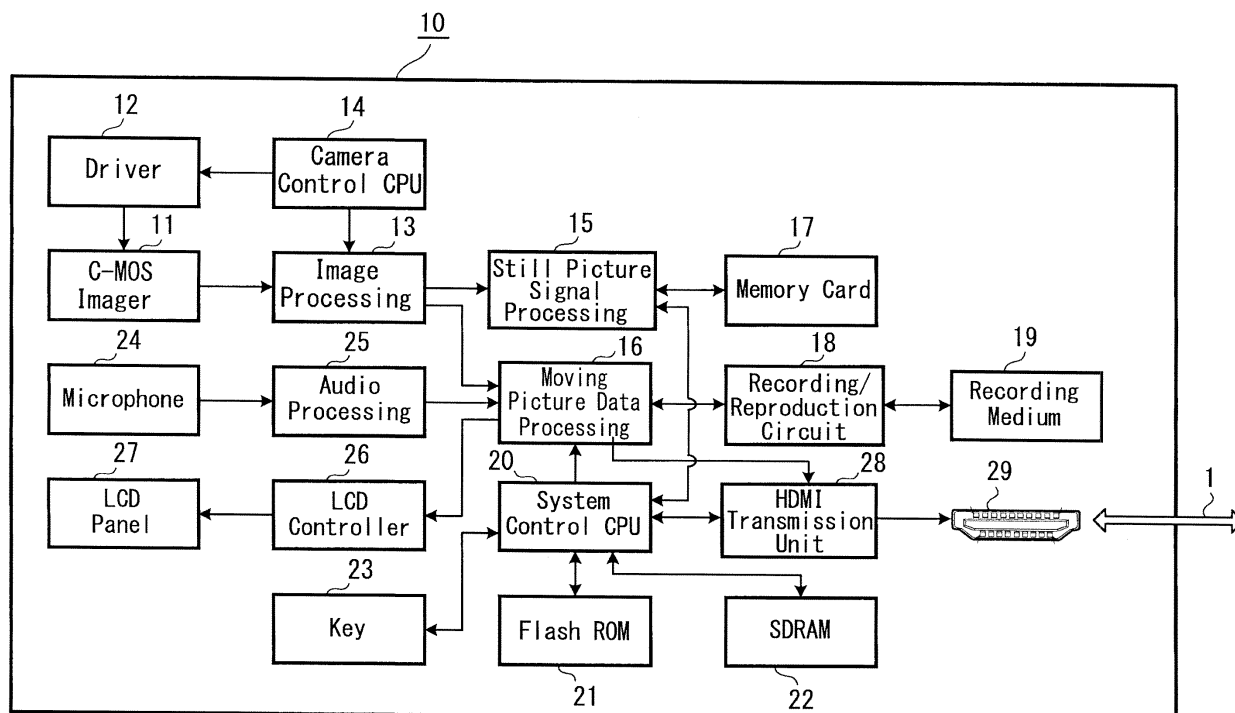 10
12
Driver
14
Camera
Control CPU
11
C-MOS
Imager
13
Image
Processing
15
Still Picture
Signal
Processing
17
Memory Card
24
Microphone
25
Audio
Processing
16
Moving
Picture Data
Processing
18
Recording/
Reproduction
Circuit
19
Recording
Medium
27
LCD
Panel
26
LCD
Controller
20
System
Control CPU
28
HDMI
Transmission
Unit
29
1
23
Key
Flash ROM
21
SDRAM
22